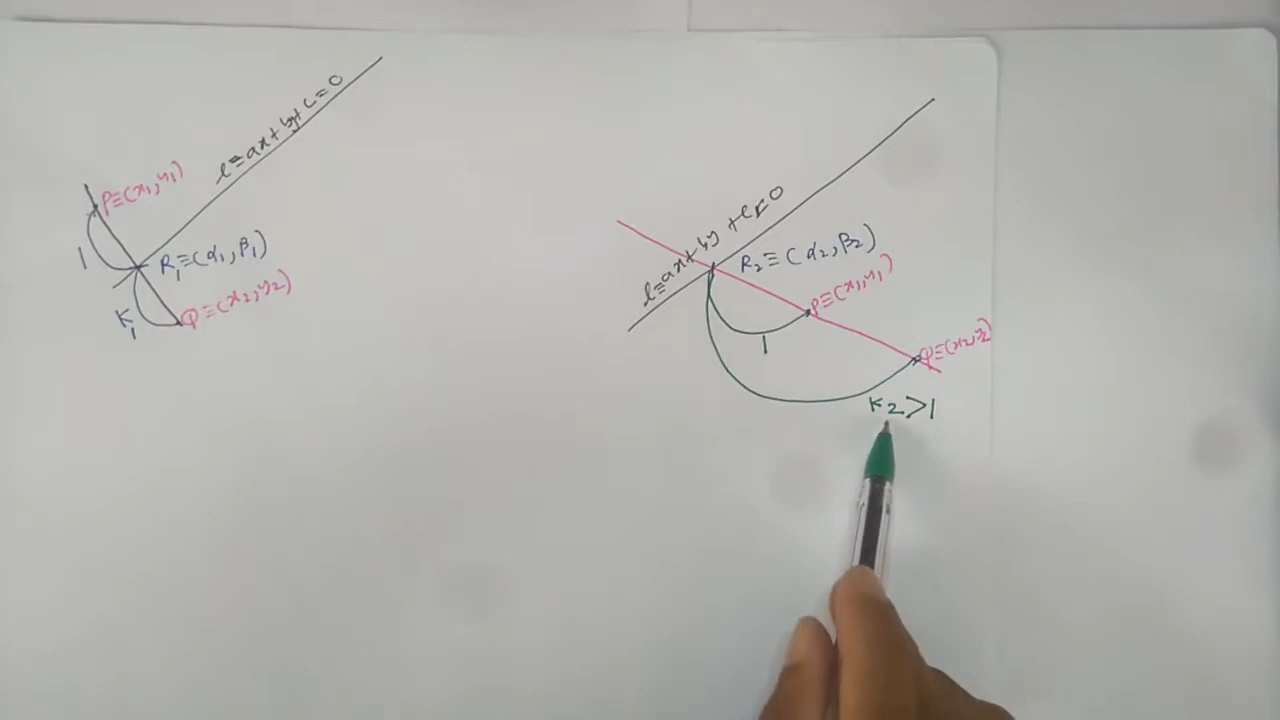 l≡ax+by+c=0
P≡(x₁,y₁)
1
R₁≡(α₁,β₁)
K₁
Q≡(x₂,y₂)
l≡ax+by+c=0
R₂≡(α₂,β₂)
P≡(x₁,y₁)
1
Q≡(x₂,y₂)
K₂>1